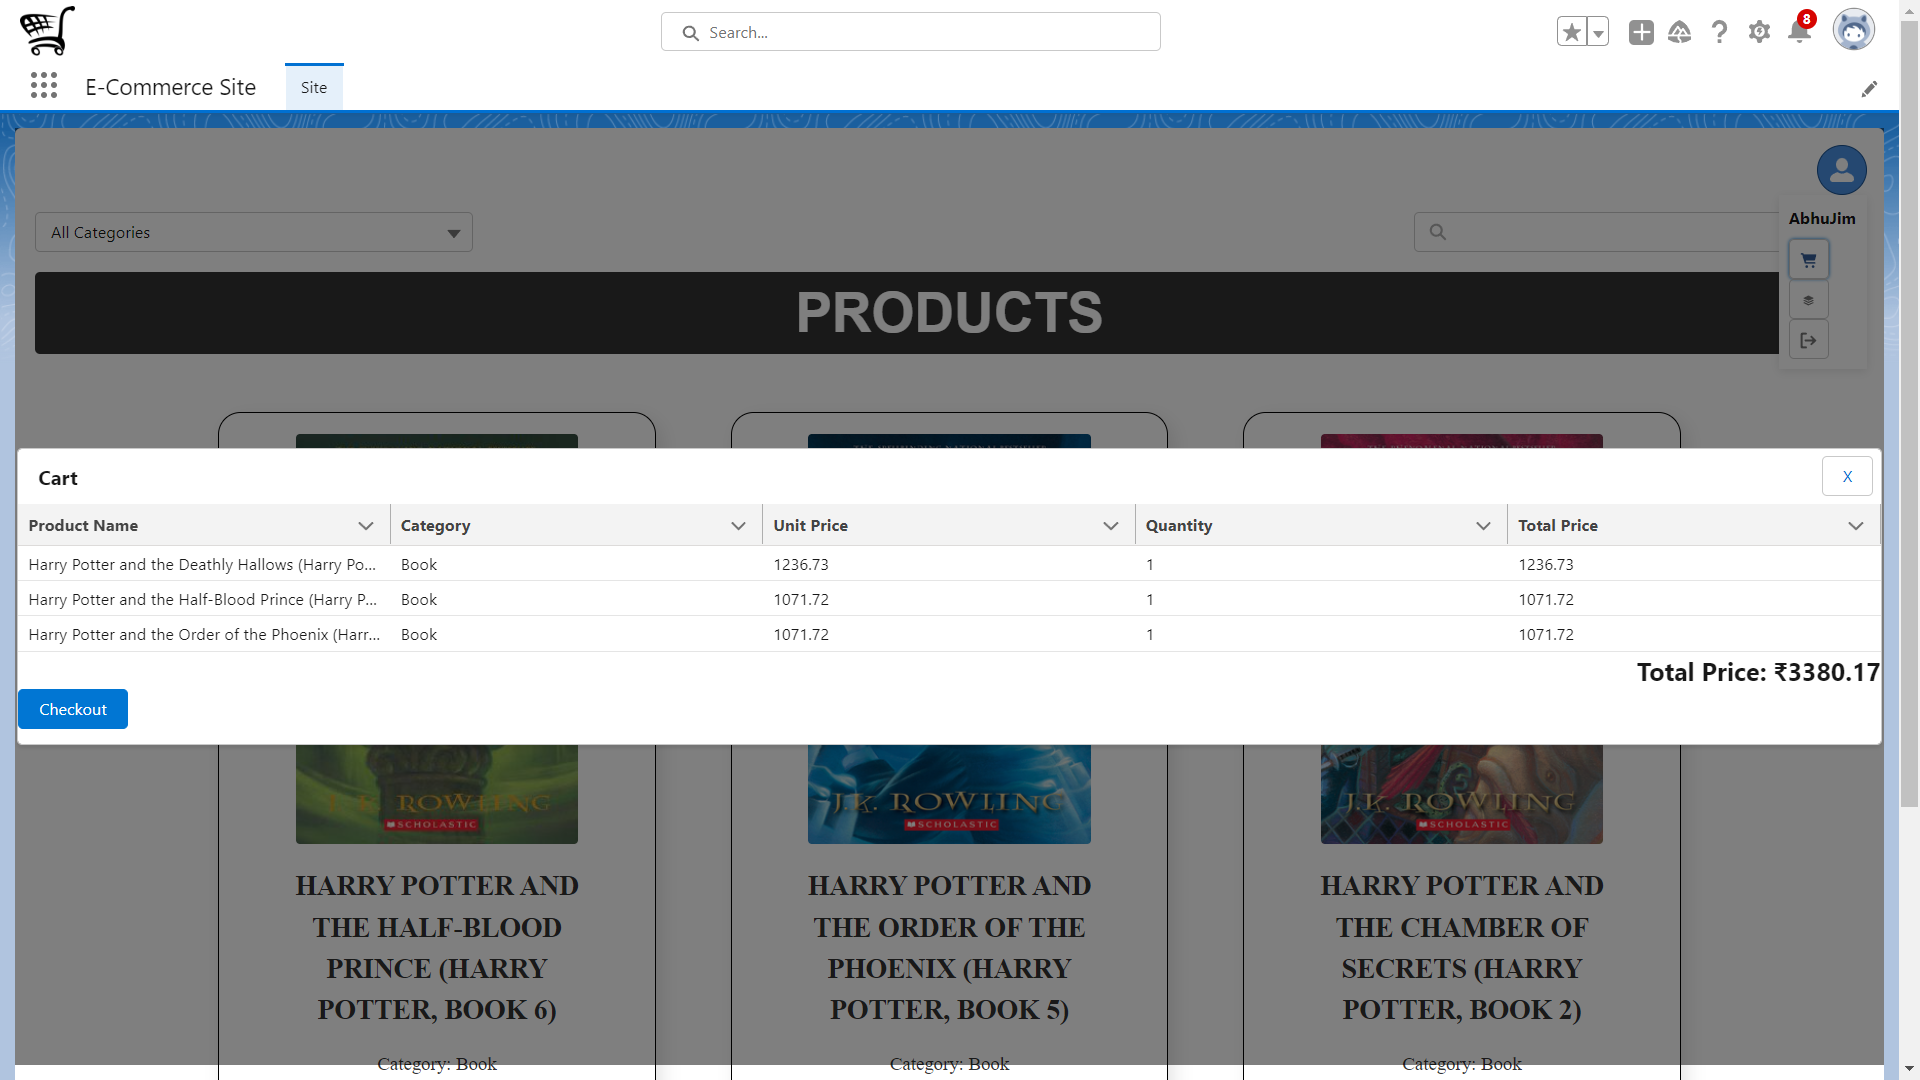 Search...
8
E-Commerce Site
Site
AbhuJim
All Categories
PRODUCTS
Cart
X
Product Name Category Unit Price Quantity Total Price
Harry Potter and the Deathly Hallows (Harry Po... Book 1236.73 1 1236.73
Harry Potter and the Half-Blood Prince (Harry P... Book 1071.72 1 1071.72
Harry Potter and the Order of the Phoenix (Harr... Book 1071.72 1 1071.72
Total Price: ₹3380.17
Checkout
J.K. ROWLING
SCHOLASTIC
J.K. ROWLING
SCHOLASTIC
J.K. ROWLING
SCHOLASTIC
HARRY POTTER AND
THE HALF-BLOOD
PRINCE (HARRY
POTTER, BOOK 6)
Category: Book
HARRY POTTER AND
THE ORDER OF THE
PHOENIX (HARRY
POTTER, BOOK 5)
Category: Book
HARRY POTTER AND
THE CHAMBER OF
SECRETS (HARRY
POTTER, BOOK 2)
Category: Book